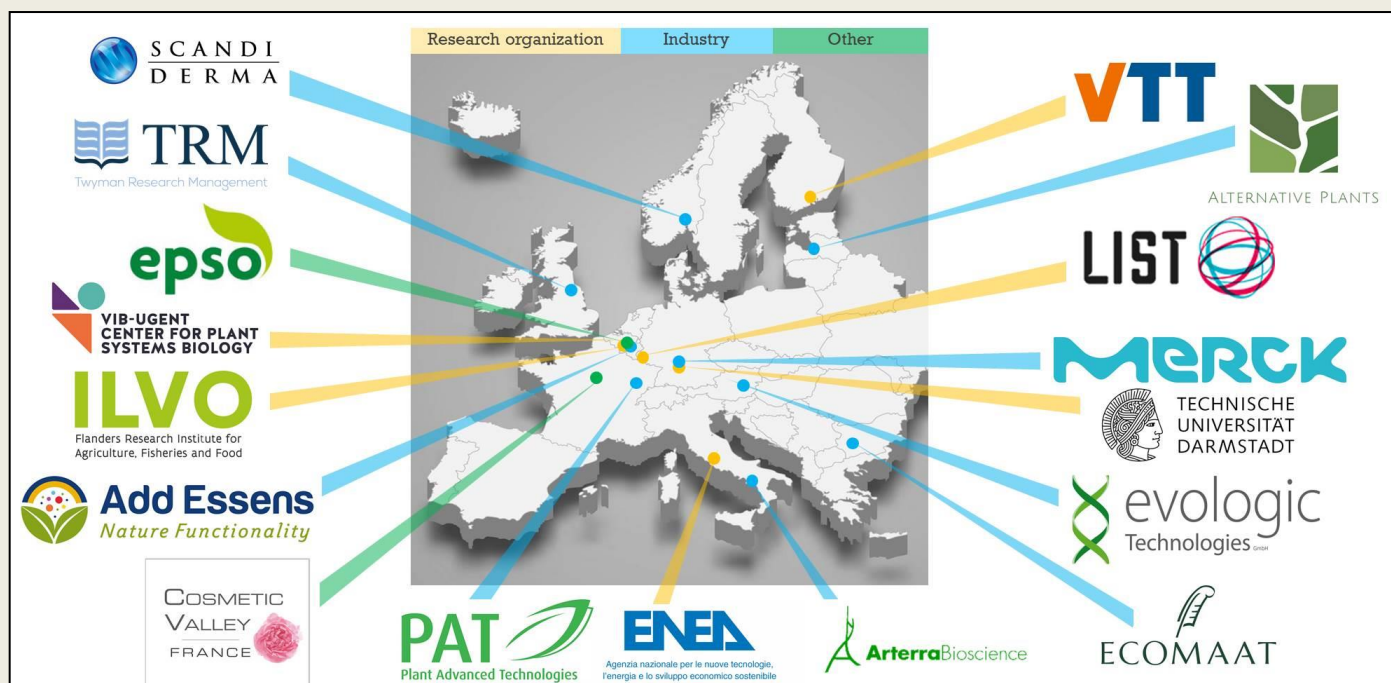 Research organization
Industry
Other
SCANDI
DERMA
TRM
Twyman Research Management
epso
VIB-UGENT
CENTER FOR PLANT
SYSTEMS BIOLOGY
ILVO
Flanders Research Institute for
Agriculture, Fisheries and Food
Add Essens
Nature Functionality
COSMETIC
VALLEY
FRANCE
PAT
Plant Advanced Technologies
ENEA
Agenzia nazionale per le nuove tecnologie,
l'energia e lo sviluppo economico sostenibile
ArterraBioscience
VTT
ALTERNATIVE PLANTS
LIST
MERCK
TECHNISCHE
UNIVERSITÄT
DARMSTADT
evologic
Technologies GmbH
ECOMAAT